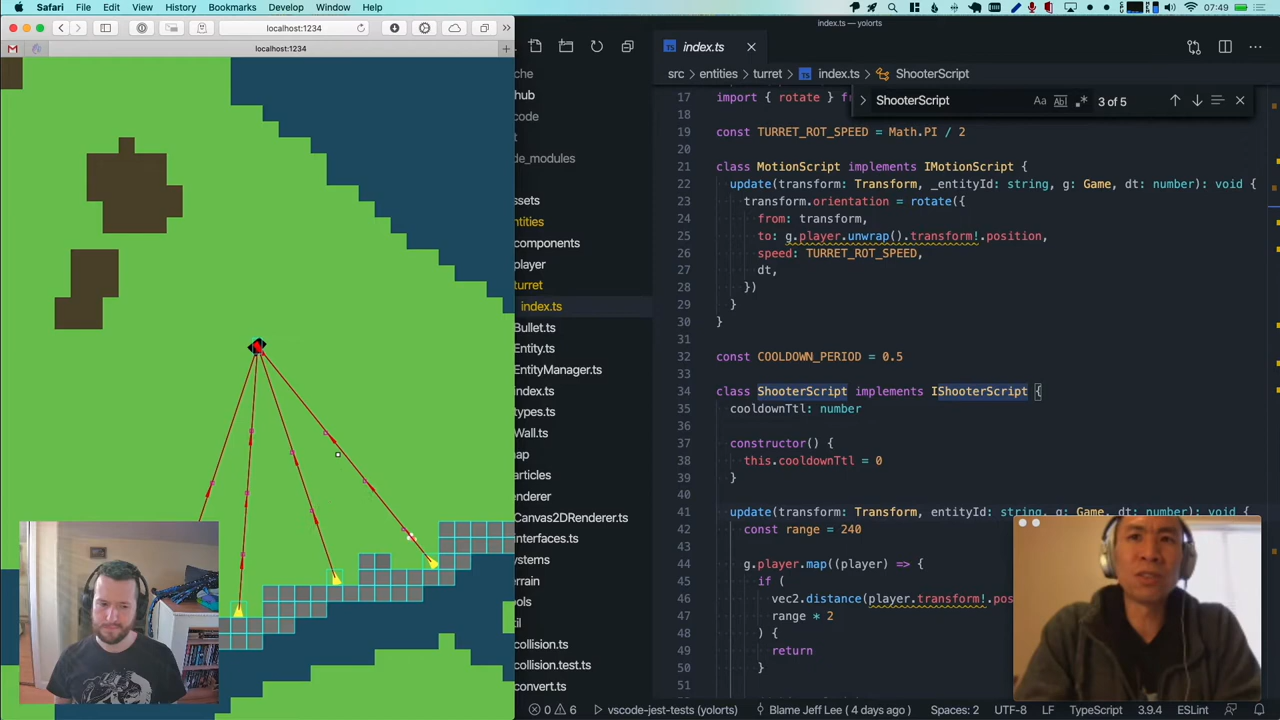 Safari File Edit View History Bookmarks Develop Window Help
07:49
localhost:1234
localhost:1234
index.ts — yolorts
index.ts
src entities turret index.ts ShooterScript
ShooterScript
Aa Abl 3 of 5
che
hub
code
t
de_modules
ssets
ntities
components
player
turret
index.ts
Bullet.ts
Entity.ts
EntityManager.ts
index.ts
types.ts
Wall.ts
ap
articles
enderer
Canvas2DRenderer.ts
interfaces.ts
ystems
rrain
ols
til
ollision.ts
ollision.test.ts
onvert.ts
17 import { rotate } f
18
19 const TURRET_ROT_SPEED = Math.PI / 2
20
21 class MotionScript implements IMotionScript {
22 update(transform: Transform, _entityId: string, g: Game, dt: number): void {
23 transform.orientation = rotate({
24 from: transform,
25 to: g.player.unwrap().transform!.position,
26 speed: TURRET_ROT_SPEED,
27 dt,
28 })
29 }
30 }
31
32 const COOLDOWN_PERIOD = 0.5
33
34 class ShooterScript implements IShooterScript {
35 cooldownTtl: number
36
37 constructor() {
38 this.cooldownTtl = 0
39 }
40
41 update(transform: Transform, entityId: string, g: Game, dt: number): void {
42 const range = 240
43
44 g.player.map((player) => {
45 if (
46 vec2.distance(player.transform!.pos
47 range * 2
48 ) {
49 return
50 }
51
0 6 vscode-jest-tests (yolorts) Blame Jeff Lee ( 4 days ago ) Spaces: 2 UTF-8 LF TypeScript 3.9.4 ESLint